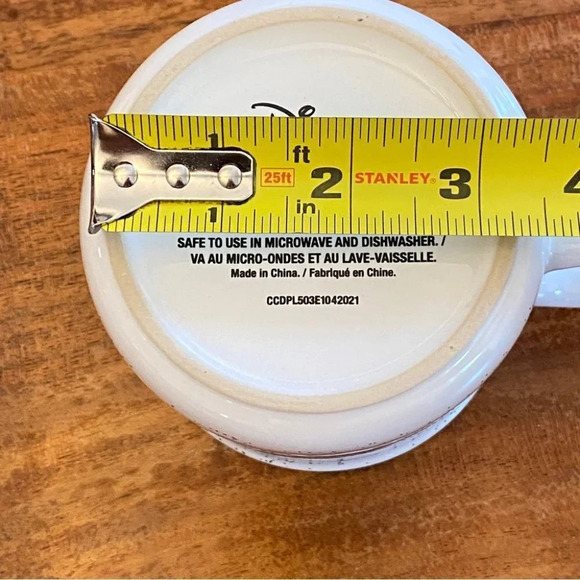 1 ft
25ft 2 STANLEY® 3 4
1 in
SAFE TO USE IN MICROWAVE AND DISHWASHER. /
VA AU MICRO-ONDES ET AU LAVE-VAISSELLE.
Made in China. / Fabriqué en Chine.
CCDPL503E1042021